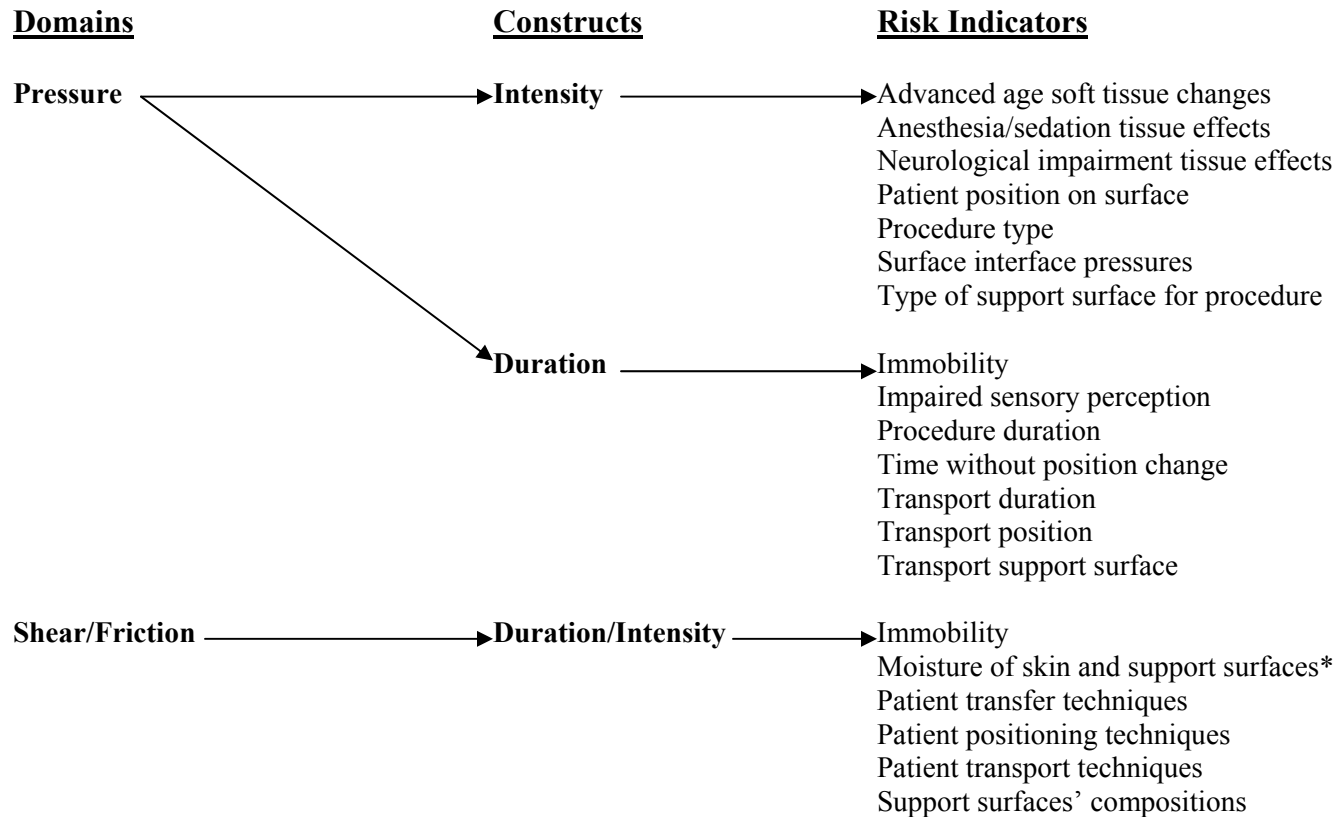 Domains Constructs Risk Indicators
Pressure Intensity Advanced age soft tissue changes
Anesthesia/sedation tissue effects
Neurological impairment tissue effects
Patient position on surface
Procedure type
Surface interface pressures
Type of support surface for procedure
Duration Immobility
Impaired sensory perception
Procedure duration
Time without position change
Transport duration
Transport position
Transport support surface
Shear/Friction Duration/Intensity Immobility
Moisture of skin and support surfaces*
Patient transfer techniques
Patient positioning techniques
Patient transport techniques
Support surfaces’ compositions